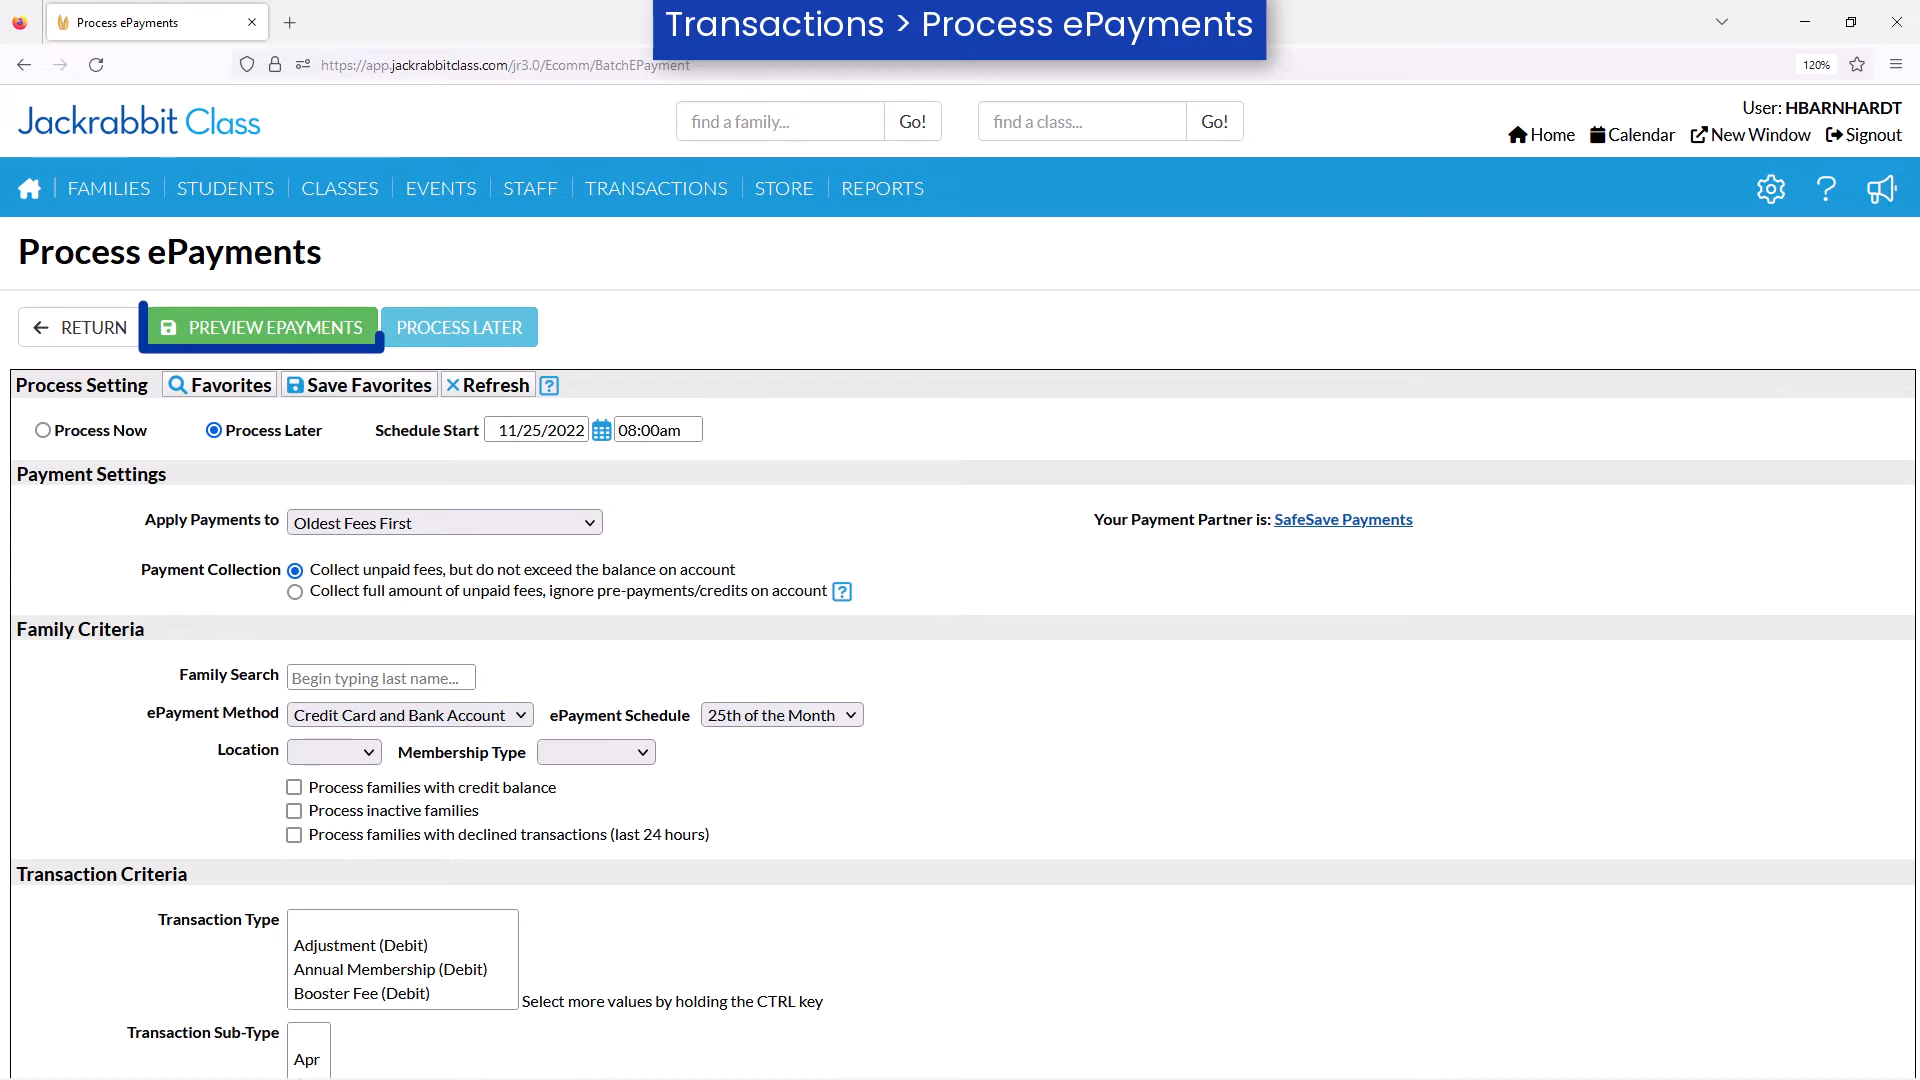 Process ePayments
Transactions > Process ePayments
https://app.jackrabbitclass.com/jr3.0/Ecomm/BatchEPayment
120%
Jackrabbit Class
find a family...
Go!
find a class...
Go!
User: HBARNHARDT
Home
Calendar
New Window
Signout
FAMILIES
STUDENTS
CLASSES
EVENTS
STAFF
TRANSACTIONS
STORE
REPORTS
Process ePayments
RETURN
PREVIEW EPAYMENTS
PROCESS LATER
Process Setting
Favorites
Save Favorites
Refresh
?
Process Now
Process Later
Schedule Start
11/25/2022
08:00am
Payment Settings
Apply Payments to
Oldest Fees First
Your Payment Partner is: SafeSave Payments
Payment Collection
Collect unpaid fees, but do not exceed the balance on account
Collect full amount of unpaid fees, ignore pre-payments/credits on account
?
Family Criteria
Family Search
Begin typing last name...
ePayment Method
Credit Card and Bank Account
ePayment Schedule
25th of the Month
Location
Membership Type
Process families with credit balance
Process inactive families
Process families with declined transactions (last 24 hours)
Transaction Criteria
Transaction Type
Adjustment (Debit)
Annual Membership (Debit)
Booster Fee (Debit)
Select more values by holding the CTRL key
Transaction Sub-Type
Apr